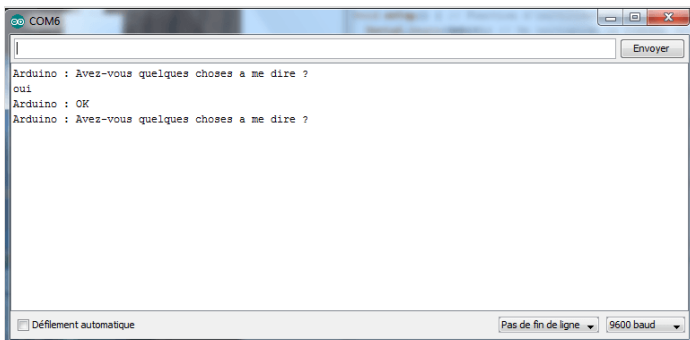 COM6
Envoyer
Arduino : Avez-vous quelques choses a me dire ?
oui
Arduino : OK
Arduino : Avez-vous quelques choses a me dire ?
Défilement automatique
Pas de fin de ligne
9600 baud